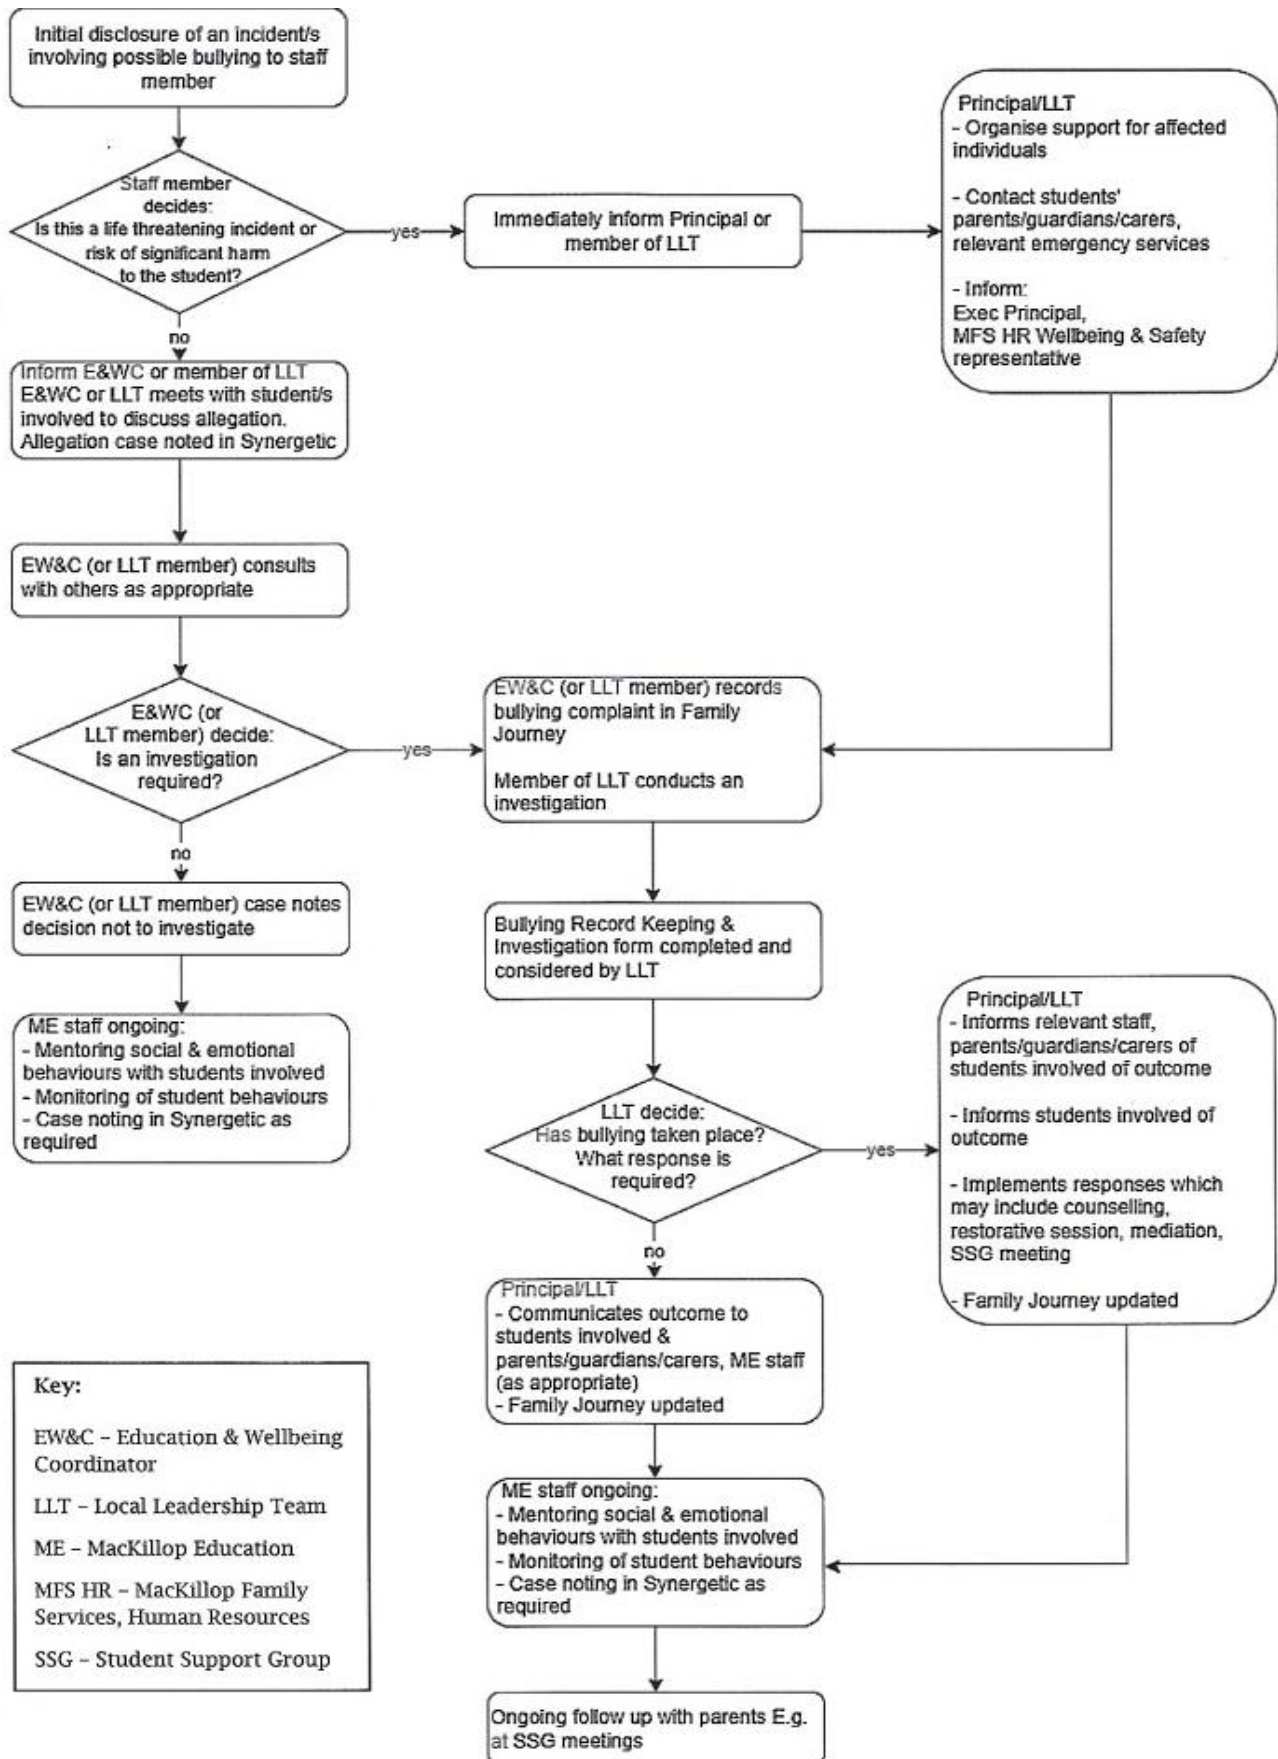 Initial disclosure of an incident/s
involving possible bullying to staff
member
Staff member
decides:
Is this a life threatening incident or
risk of significant harm
to the student?
yes
Immediately inform Principal or
member of LLT
Principal/LLT
- Organise support for affected
individuals
- Contact students'
parents/guardians/carers,
relevant emergency services
- Inform:
Exec Principal,
MFS HR Wellbeing & Safety
representative
no
Inform E&WC or member of LLT
E&WC or LLT meets with student/s
involved to discuss allegation.
Allegation case noted in Synergetic
EW&C (or LLT member) consults
with others as appropriate
E&WC (or
LLT member) decide:
Is an investigation
required?
yes
EW&C (or LLT member) records
bullying complaint in Family
Journey
Member of LLT conducts an
investigation
no
EW&C (or LLT member) case notes
decision not to investigate
ME staff ongoing:
- Mentoring social & emotional
behaviours with students involved
- Monitoring of student behaviours
- Case noting in Synergetic as
required
Bullying Record Keeping &
Investigation form completed and
considered by LLT
LLT decide:
Has bullying taken place?
What response is
required?
yes
Principal/LLT
- Informs relevant staff,
parents/guardians/carers of
students involved of outcome
- Informs students involved of
outcome
- Implements responses which
may include counselling,
restorative session, mediation,
SSG meeting
- Family Journey updated
no
Principal/LLT
- Communicates outcome to
students involved &
parents/guardians/carers, ME staff
(as appropriate)
- Family Journey updated
ME staff ongoing:
- Mentoring social & emotional
behaviours with students involved
- Monitoring of student behaviours
- Case noting in Synergetic as
required
Ongoing follow up with parents E.g.
at SSG meetings
Key:
EW&C – Education & Wellbeing
Coordinator
LLT – Local Leadership Team
ME – MacKillop Education
MFS HR – MacKillop Family
Services, Human Resources
SSG – Student Support Group